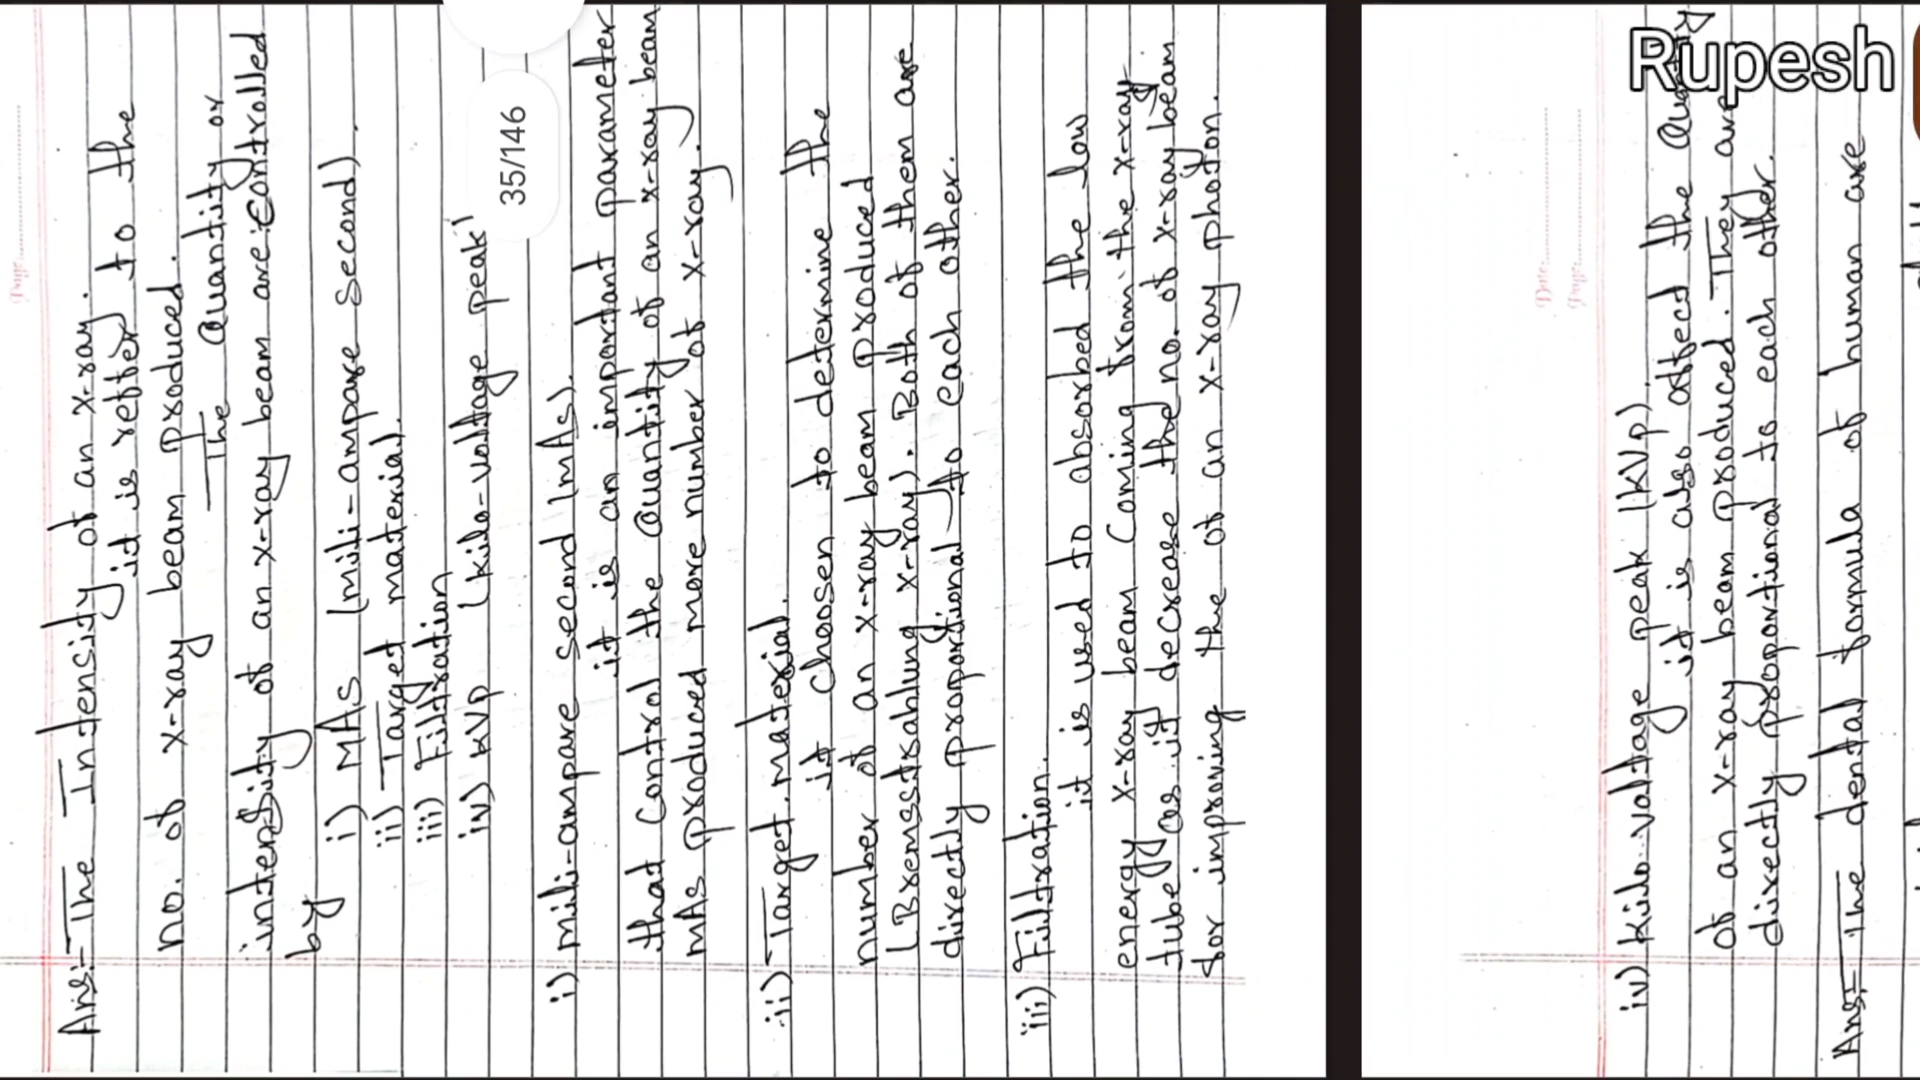 Ans:- The Intensity of an x-ray.
it is reffer to the
no. of x-ray beam produced.
The Quantity or
intensity of an x-ray beam are controlled
by
i) MAs (mili-ampare second)
ii) Target material.
iii) Filtration
iv) kVp (kilo-voltage peak)
i) mili-ampare second (mAs).
it is an important parameter
that control the Quantity of an x-ray beam
mAs produced more number of x-ray.
ii) Target.material.
it choosen to determine the
number of an x-ray beam produced
(Bremsstrahlung x-ray). Both of them are
directly proportional to each other.
iii) Filtration.
it is used to absorbed the low
energy x-ray beam coming from the x-ray
tube as it decrease the no. of x-ray beam
for improving the of an x-ray photon.
35/146
Rupesh
Date:
Page:
iv) Kilo-voltage peak (kVp).
it is also affect the Quantity
of an x-ray beam produced. They are
directly proportional to each other.
Ans:- The dental formula of human are